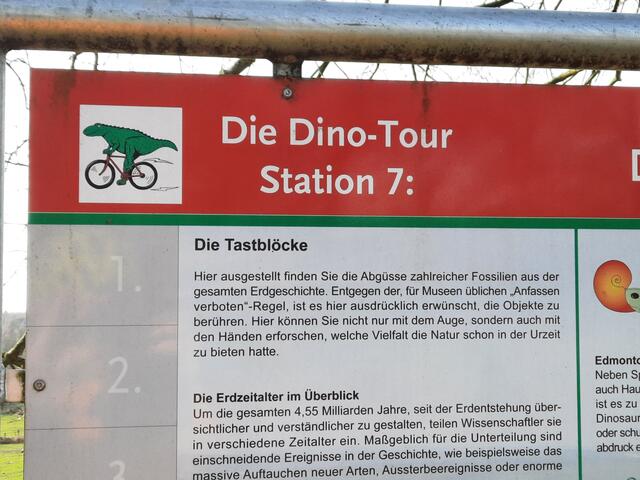 Die Dino-Tour
Station 7:
D
1.
2.
3
Die Tastblöcke
Hier ausgestellt finden Sie die Abgüsse zahlreicher Fossilien aus der
gesamten Erdgeschichte. Entgegen der, für Museen üblichen „Anfassen
verboten“-Regel, ist es hier ausdrücklich erwünscht, die Objekte zu
berühren. Hier können Sie nicht nur mit dem Auge, sondern auch mit
den Händen erforschen, welche Vielfalt die Natur schon in der Urzeit
zu bieten hatte.
Die Erdzeitalter im Überblick
Um die gesamten 4,55 Milliarden Jahre, seit der Erdentstehung über-
sichtlicher und verständlicher zu gestalten, teilen Wissenschaftler sie
in verschiedene Zeitalter ein. Maßgeblich für die Unterteilung sind
einschneidende Ereignisse in der Geschichte, wie beispielsweise das
massive Auftauchen neuer Arten, Aussterbeereignisse oder enorme
Edmonto
Neben Sp
auch Hau
ist es zu
Dinosaur
oder schu
abdruck e